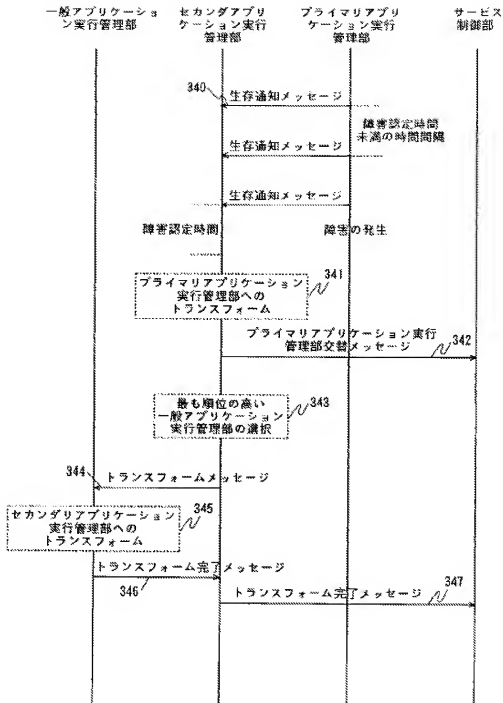 一般アプリケーショ
ン実行管理部
セカンダアプリ
ケーション実行
管理部
プライマリアプリ
ケーション実行
管理部
サービス
制御部
340
生存通知メッセージ
障害認定時間
未満の時間間隔
生存通知メッセージ
生存通知メッセージ
障害認定時間
障害の発生
プライマリアプリケーション
実行管理部への
トランスフォーム
341
プライマリアプリケーション実行
管理部交替メッセージ
342
最も順位の高い
一般アプリケーション
実行管理部の選択
343
344
トランスフォームメッセージ
セカンダリアプリケーション
実行管理部への
トランスフォーム
345
トランスフォーム完了メッセージ
346
トランスフォーム完了メッセージ
347